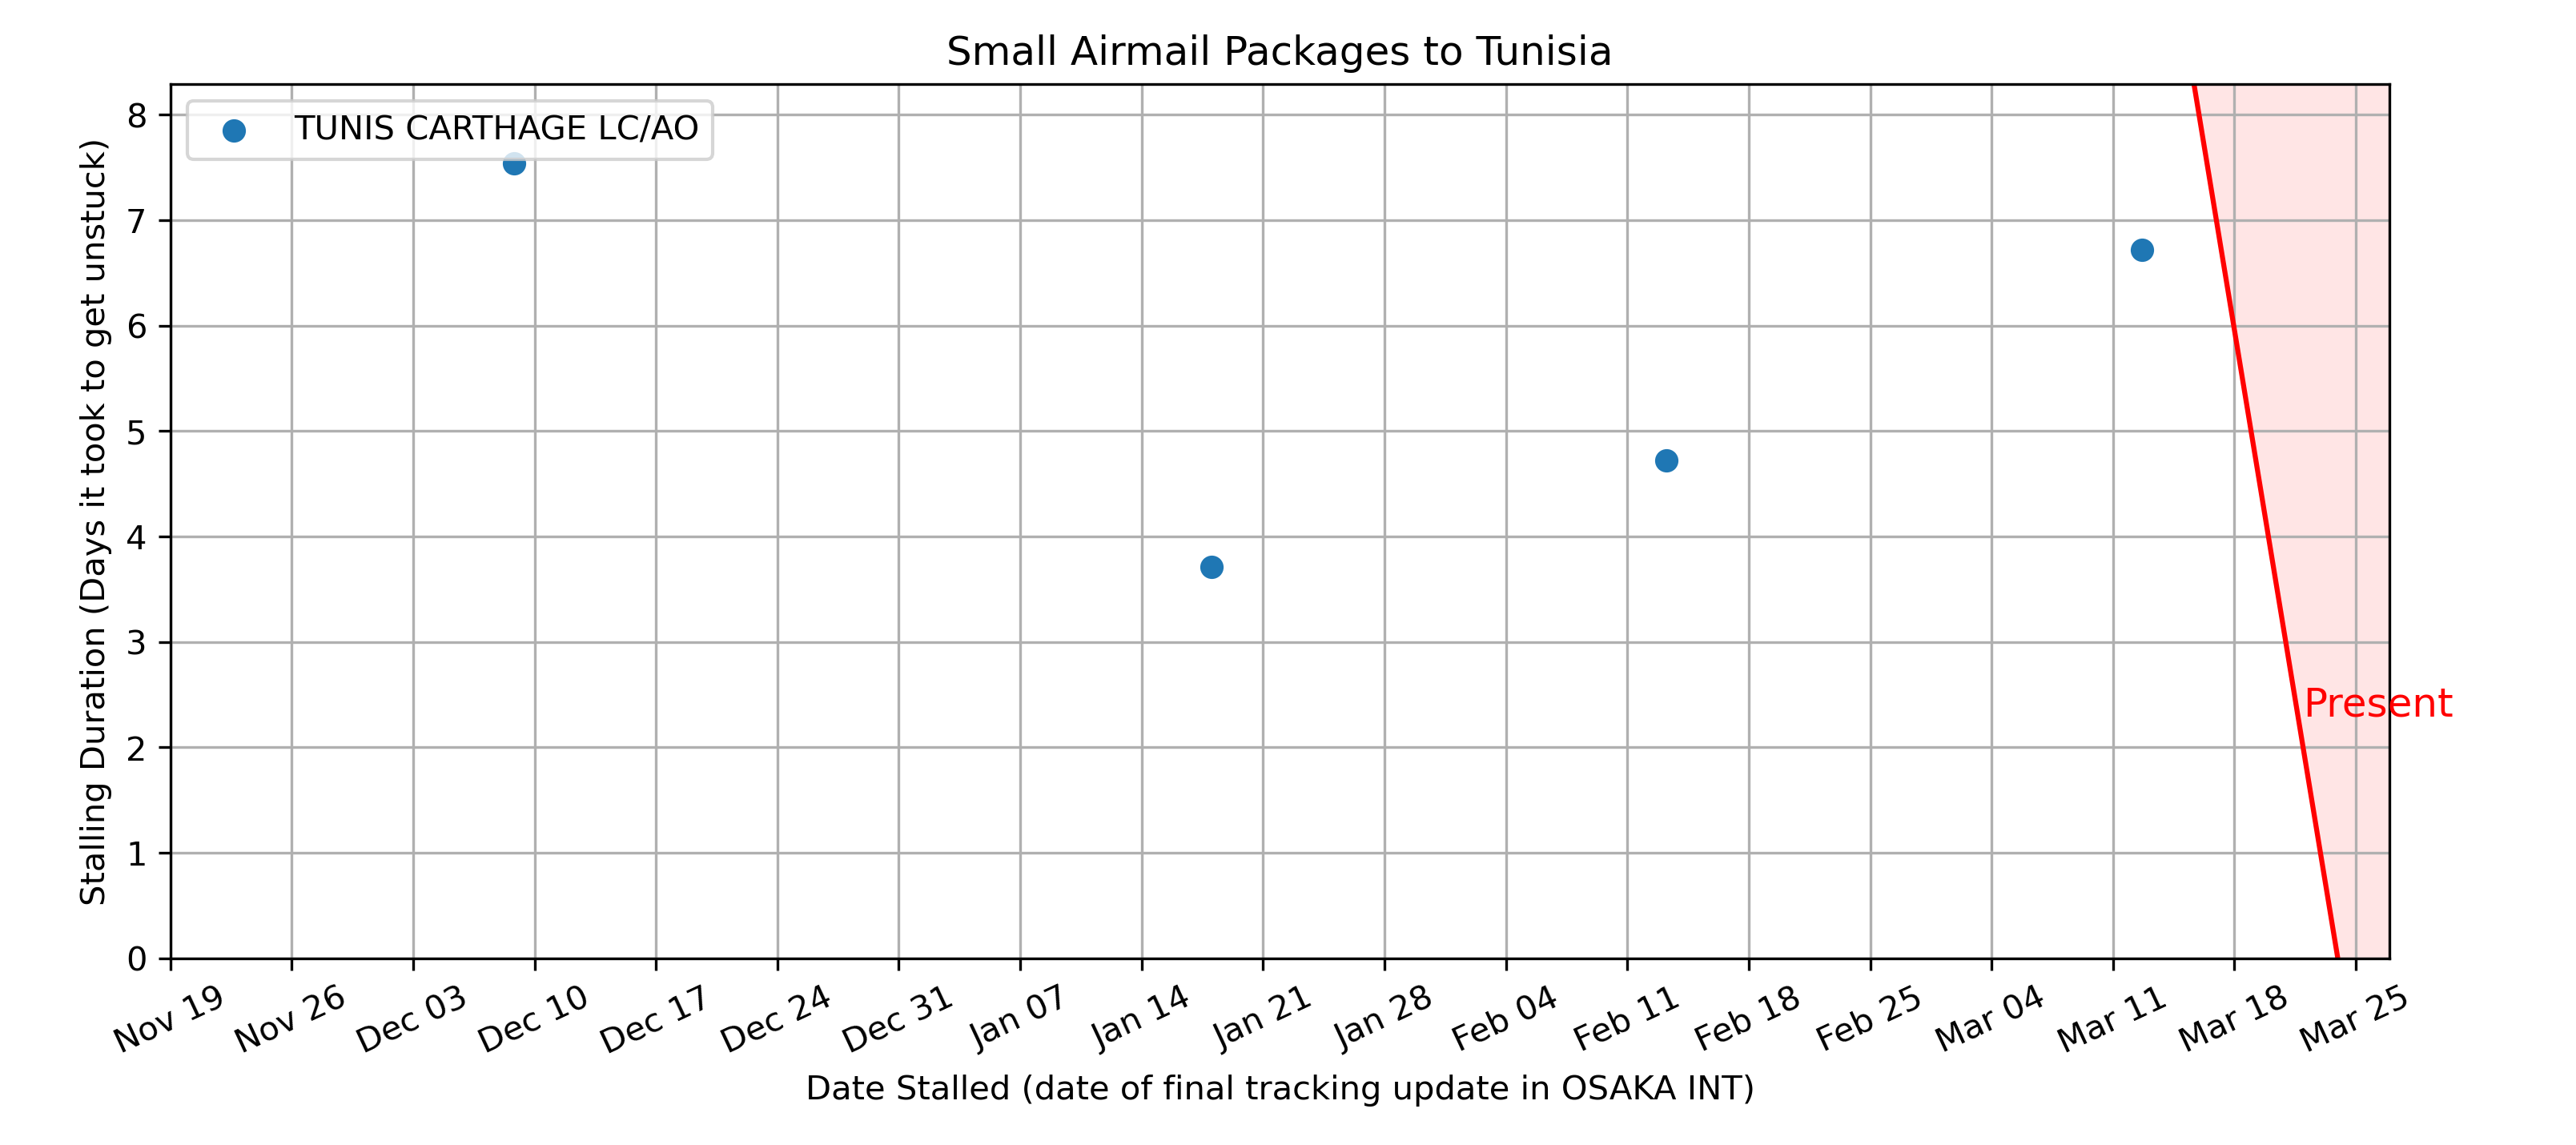 Small Airmail Packages to Tunisia
TUNIS CARTHAGE LC/AO
Stalling Duration (Days it took to get unstuck)
8
7
6
5
4
3
2
1
0
Present
Nov 19
Nov 26
Dec 03
Dec 10
Dec 17
Dec 24
Dec 31
Jan 07
Jan 14
Jan 21
Jan 28
Feb 04
Feb 11
Feb 18
Feb 25
Mar 04
Mar 11
Mar 18
Mar 25
Date Stalled (date of final tracking update in OSAKA INT)